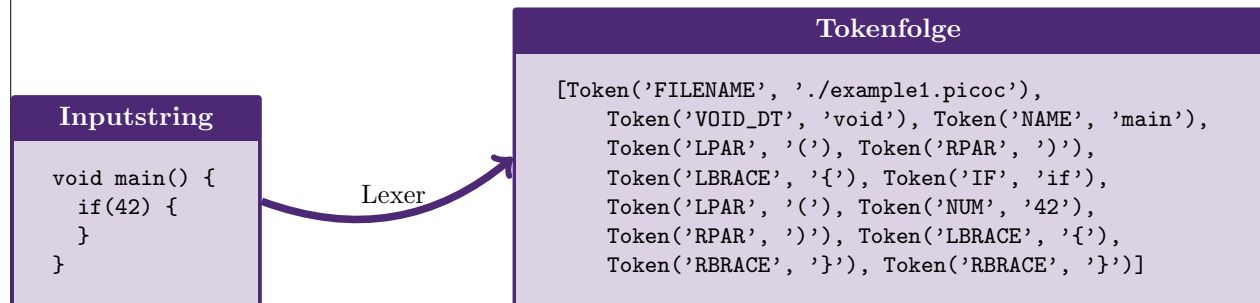 Inputstring
void main() {
  if(42) {
  }
}
Lexer
Tokenfolge
[Token('FILENAME', './example1.picoc'),
    Token('VOID_DT', 'void'), Token('NAME', 'main'),
    Token('LPAR', '('), Token('RPAR', ')'),
    Token('LBRACE', '{'), Token('IF', 'if'),
    Token('LPAR', '('), Token('NUM', '42'),
    Token('RPAR', ')'), Token('LBRACE', '{'),
    Token('RBRACE', '}'), Token('RBRACE', '}')]